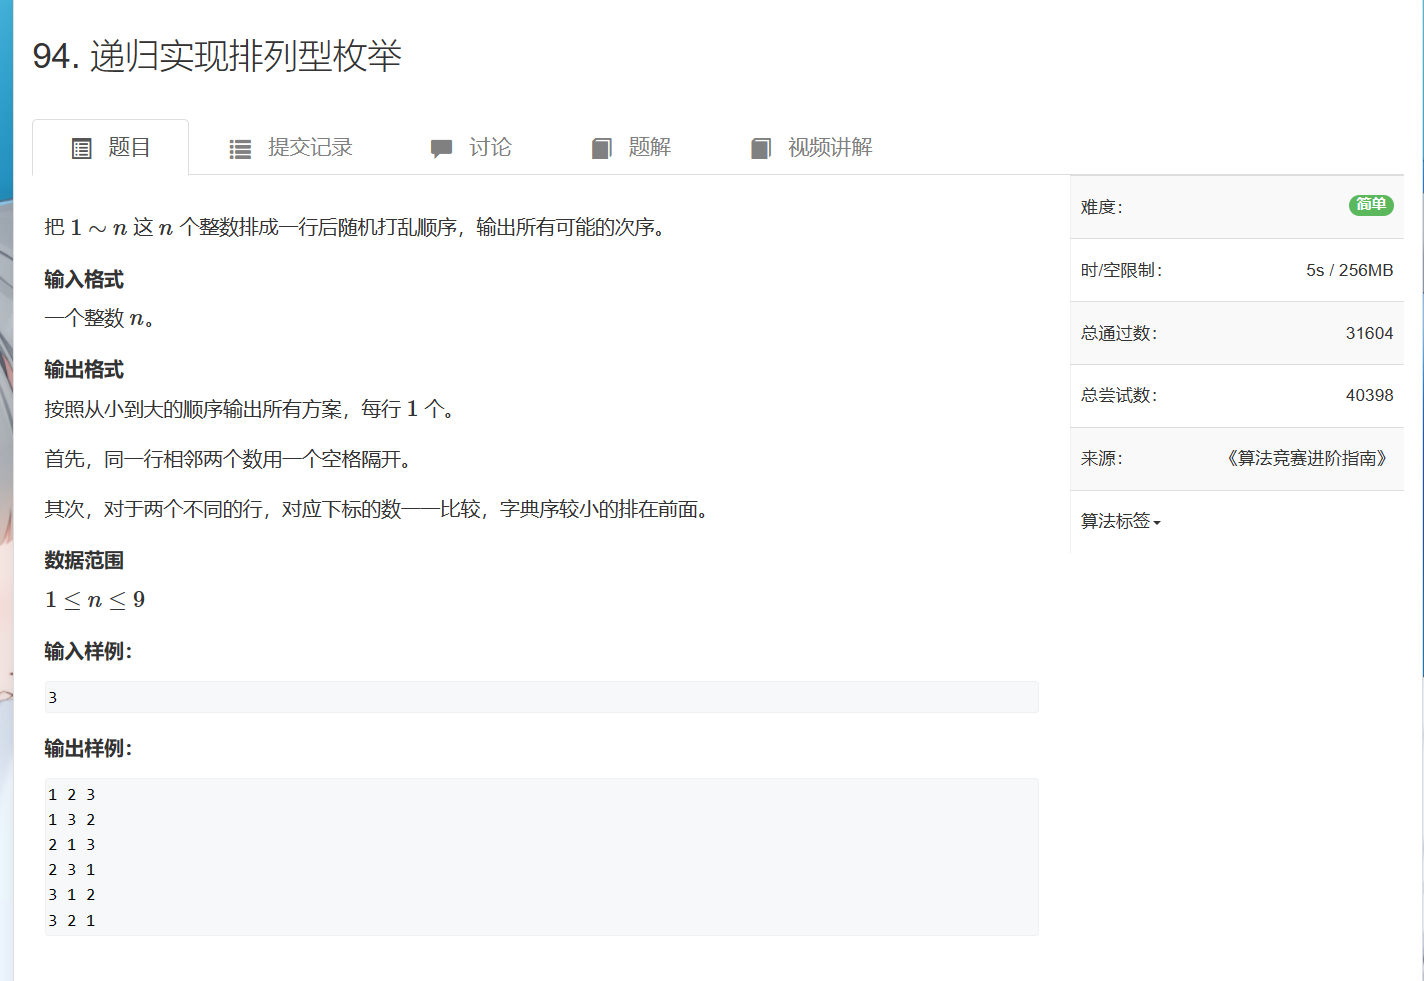 94. 递归实现排列型枚举
题目 提交记录 讨论 题解 视频讲解
把 1 ∼ n 这 n 个整数排成一行后随机打乱顺序，输出所有可能的次序。
输入格式
一个整数 n。
输出格式
按照从小到大的顺序输出所有方案，每行 1 个。
首先，同一行相邻两个数用一个空格隔开。
其次，对于两个不同的行，对应下标的数一一比较，字典序较小的排在前面。
数据范围
1 ≤ n ≤ 9
输入样例：
3
输出样例：
1 2 3
1 3 2
2 1 3
2 3 1
3 1 2
3 2 1
难度： 简单
时/空限制： 5s / 256MB
总通过数： 31604
总尝试数： 40398
来源： 《算法竞赛进阶指南》
算法标签